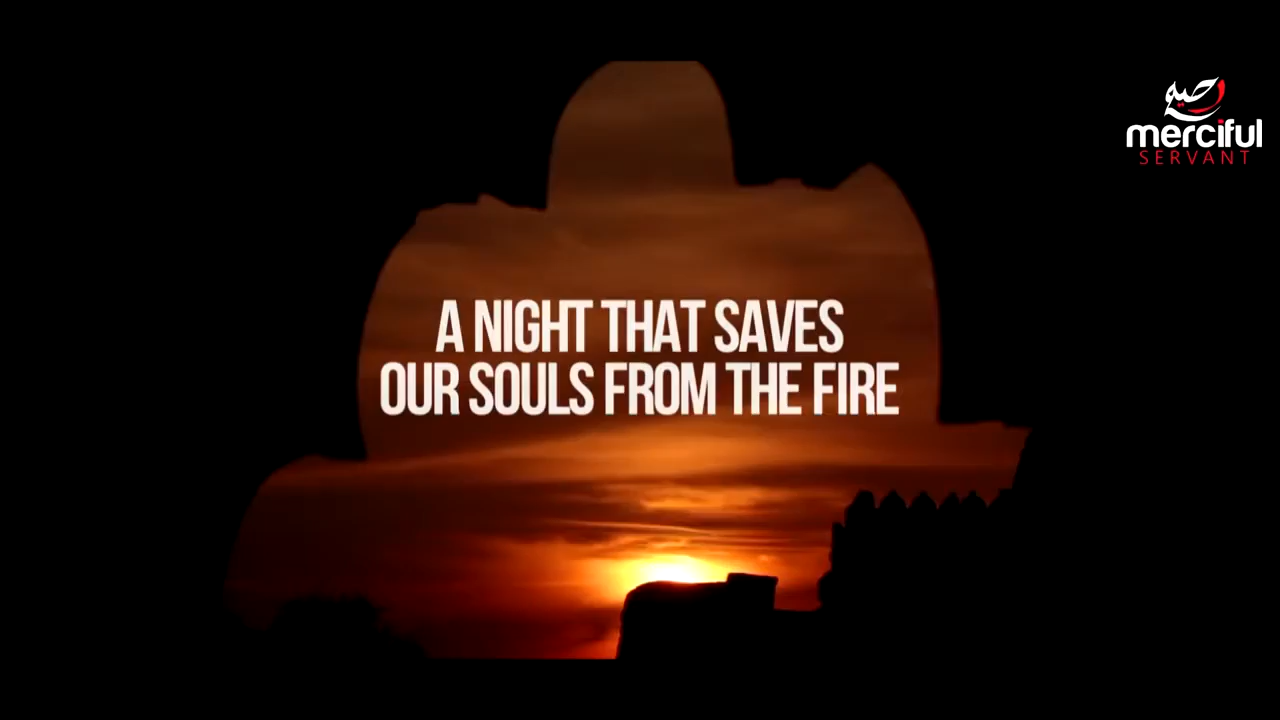 A NIGHT THAT SAVES
OUR SOULS FROM THE FIRE
merciful
SERVANT